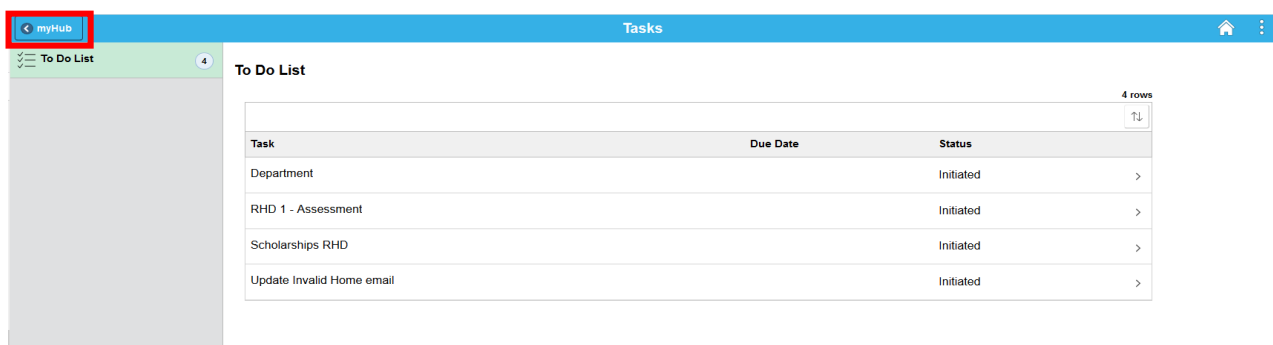 myHub Tasks
To Do List 4
To Do List
4 rows
Task Due Date Status
Department Initiated
RHD 1 - Assessment Initiated
Scholarships RHD Initiated
Update Invalid Home email Initiated